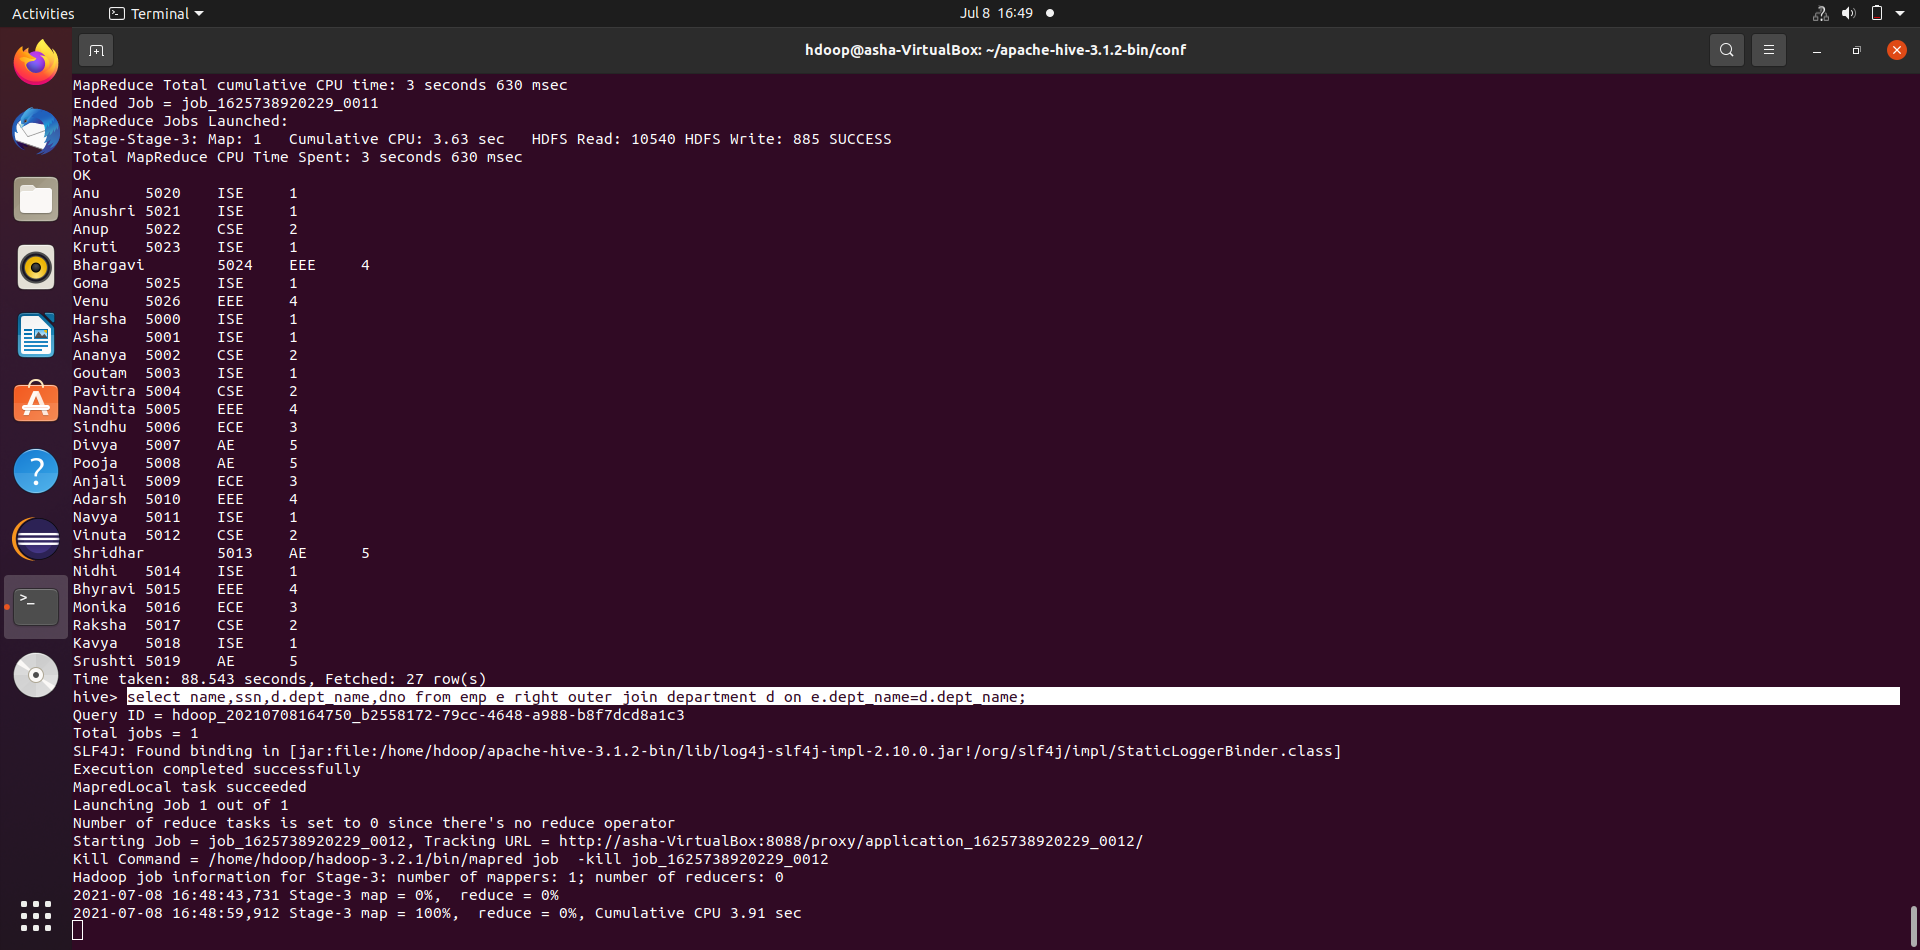 Activities Terminal Jul 8 16:49
hdoop@asha-VirtualBox: ~/apache-hive-3.1.2-bin/conf
MapReduce Total cumulative CPU time: 3 seconds 630 msec
Ended Job = job_1625738920229_0011
MapReduce Jobs Launched:
Stage-Stage-3: Map: 1   Cumulative CPU: 3.63 sec   HDFS Read: 10540 HDFS Write: 885 SUCCESS
Total MapReduce CPU Time Spent: 3 seconds 630 msec
OK
Anu     5020    ISE     1
Anushri 5021    ISE     1
Anup    5022    CSE     2
Kruti   5023    ISE     1
Bhargavi        5024    EEE     4
Goma    5025    ISE     1
Venu    5026    EEE     4
Harsha  5000    ISE     1
Asha    5001    ISE     1
Ananya  5002    CSE     2
Goutam  5003    ISE     1
Pavitra 5004    CSE     2
Nandita 5005    EEE     4
Sindhu  5006    ECE     3
Divya   5007    AE      5
Pooja   5008    AE      5
Anjali  5009    ECE     3
Adarsh  5010    EEE     4
Navya   5011    ISE     1
Vinuta  5012    CSE     2
Shridhar        5013    AE      5
Nidhi   5014    ISE     1
Bhyravi 5015    EEE     4
Monika  5016    ECE     3
Raksha  5017    CSE     2
Kavya   5018    ISE     1
Srushti 5019    AE      5
Time taken: 88.543 seconds, Fetched: 27 row(s)
hive> select name,ssn,d.dept_name,dno from emp e right outer join department d on e.dept_name=d.dept_name;
Query ID = hdoop_20210708164750_b2558172-79cc-4648-a988-b8f7dcd8a1c3
Total jobs = 1
SLF4J: Found binding in [jar:file:/home/hdoop/apache-hive-3.1.2-bin/lib/log4j-slf4j-impl-2.10.0.jar!/org/slf4j/impl/StaticLoggerBinder.class]
Execution completed successfully
MapredLocal task succeeded
Launching Job 1 out of 1
Number of reduce tasks is set to 0 since there's no reduce operator
Starting Job = job_1625738920229_0012, Tracking URL = http://asha-VirtualBox:8088/proxy/application_1625738920229_0012/
Kill Command = /home/hdoop/hadoop-3.2.1/bin/mapred job  -kill job_1625738920229_0012
Hadoop job information for Stage-3: number of mappers: 1; number of reducers: 0
2021-07-08 16:48:43,731 Stage-3 map = 0%,  reduce = 0%
2021-07-08 16:48:59,912 Stage-3 map = 100%,  reduce = 0%, Cumulative CPU 3.91 sec